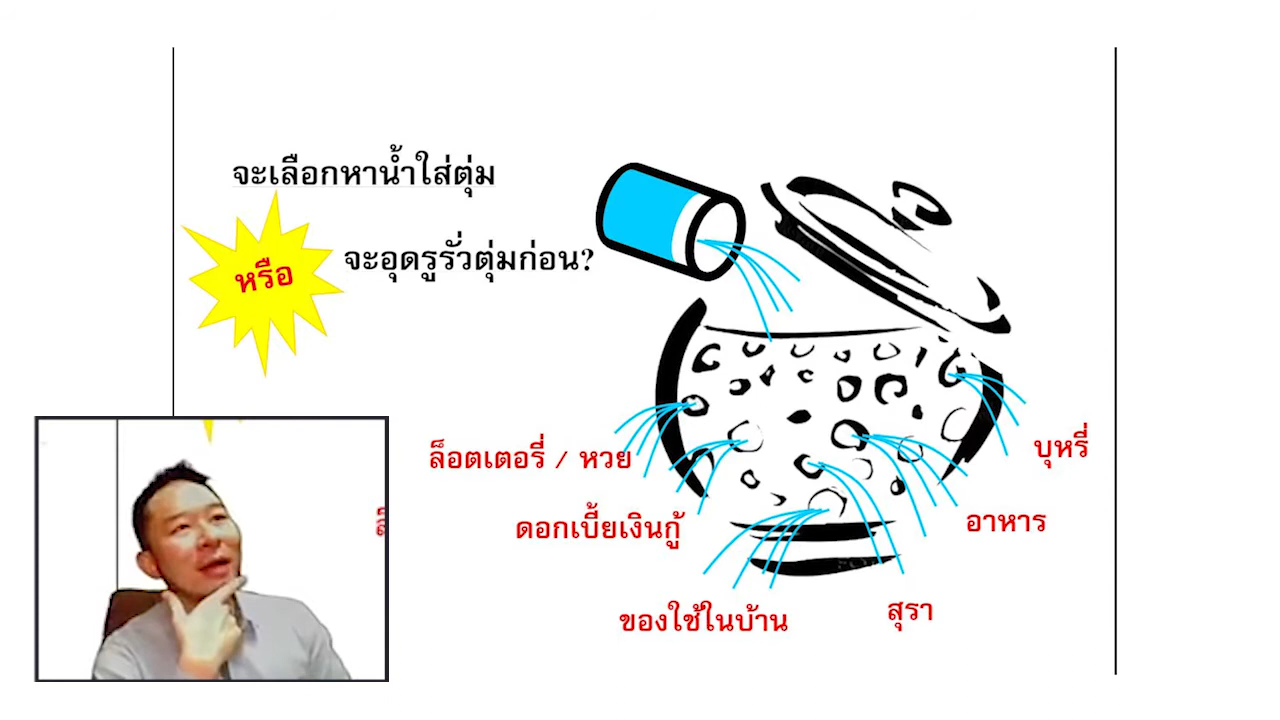 จะเลือกหาน้ำใส่ตุ่ม
หรือ
จะอุดรูรั่วตุ่มก่อน?
ล็อตเตอรี่ / หวย
บุหรี่
ดอกเบี้ยเงินกู้
อาหาร
ของใช้ในบ้าน
สุรา